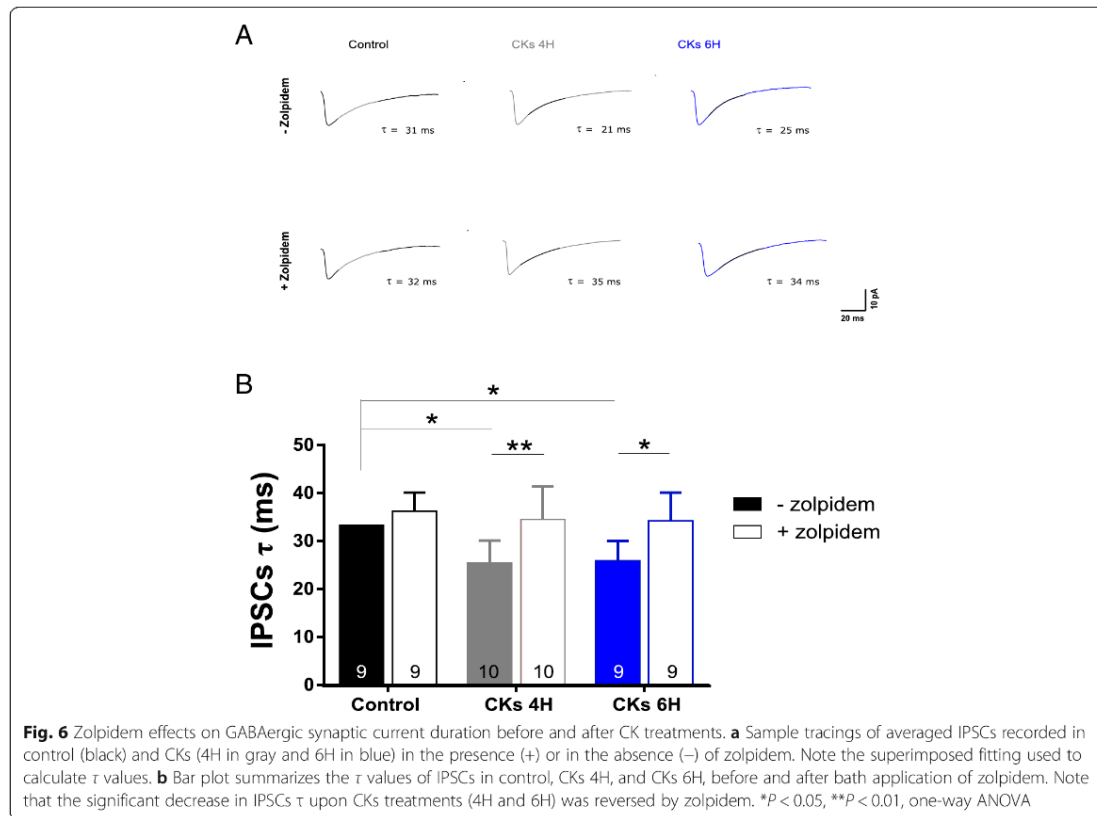 A
Control CKs 4H CKs 6H
- Zolpidem
τ = 31 ms τ = 21 ms τ = 25 ms
+ Zolpidem
τ = 32 ms τ = 35 ms τ = 34 ms
10 pA
20 ms
B
*
*
** *
50
40
30
20
10
0
IPSCs τ (ms)
9 9 10 10 9 9
Control CKs 4H CKs 6H
- zolpidem
+ zolpidem
Fig. 6 Zolpidem effects on GABAergic synaptic current duration before and after CK treatments. a Sample tracings of averaged IPSCs recorded in
control (black) and CKs (4H in gray and 6H in blue) in the presence (+) or in the absence (−) of zolpidem. Note the superimposed fitting used to
calculate τ values. b Bar plot summarizes the τ values of IPSCs in control, CKs 4H, and CKs 6H, before and after bath application of zolpidem. Note
that the significant decrease in IPSCs τ upon CKs treatments (4H and 6H) was reversed by zolpidem. *P < 0.05, **P < 0.01, one-way ANOVA